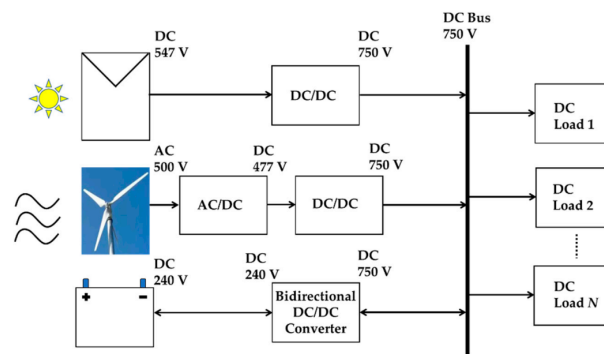 DC
547 V
DC
750 V
DC Bus
750 V
DC/DC
DC
Load 1
AC
500 V
DC
477 V
DC
750 V
AC/DC
DC/DC
DC
Load 2
DC
240 V
DC
240 V
DC
750 V
+ -
Bidirectional
DC/DC
Converter
DC
Load N